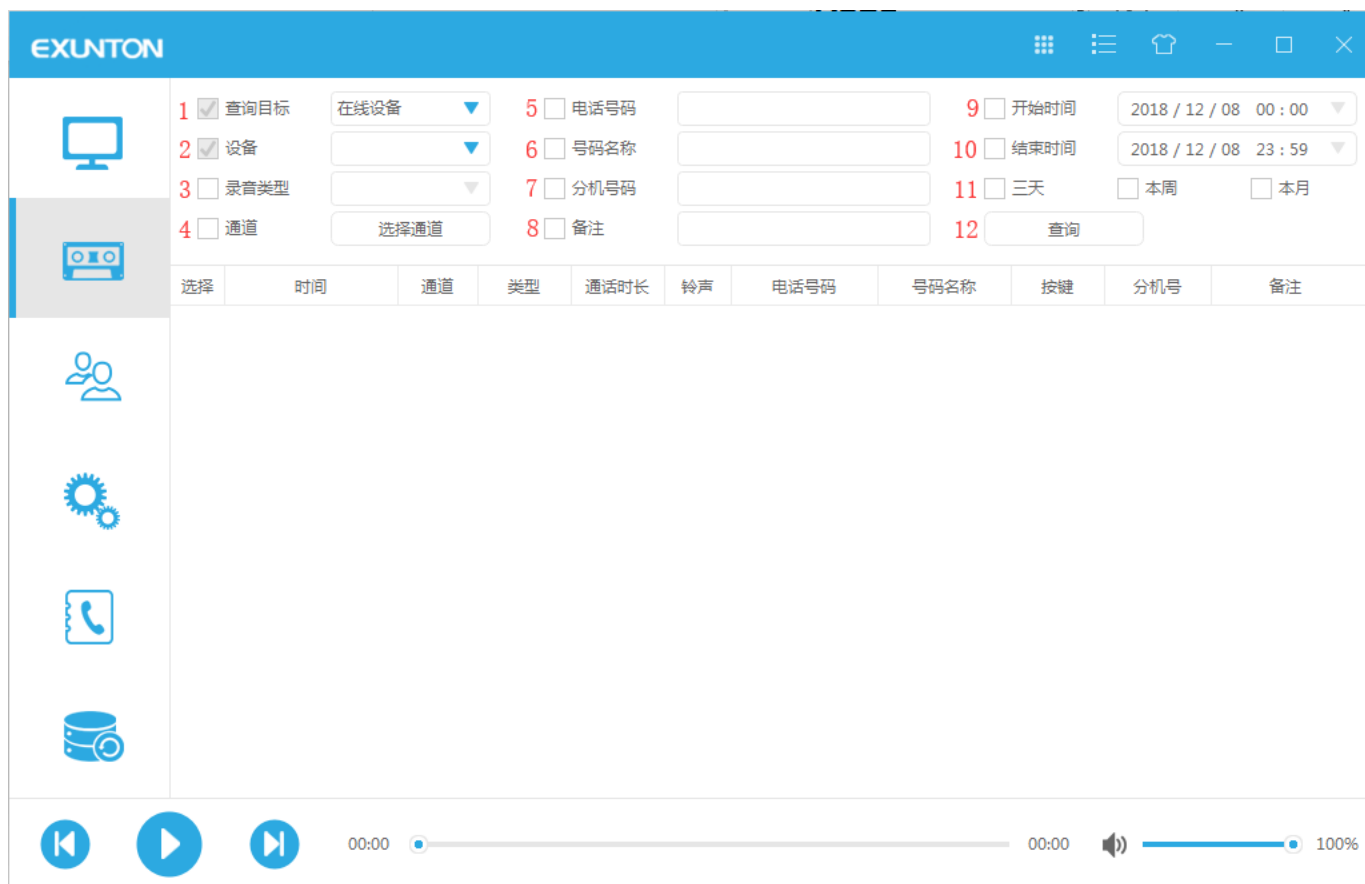 EXUNTON
1 查询目标 在线设备 5 电话号码 9 开始时间 2018 / 12 / 08 00 : 00
2 设备 6 号码名称 10 结束时间 2018 / 12 / 08 23 : 59
3 录音类型 7 分机号码 11 三天 本周 本月
4 通道 选择通道 8 备注 12 查询
选择 时间 通道 类型 通话时长 铃声 电话号码 号码名称 按键 分机号 备注
00:00 00:00 100%